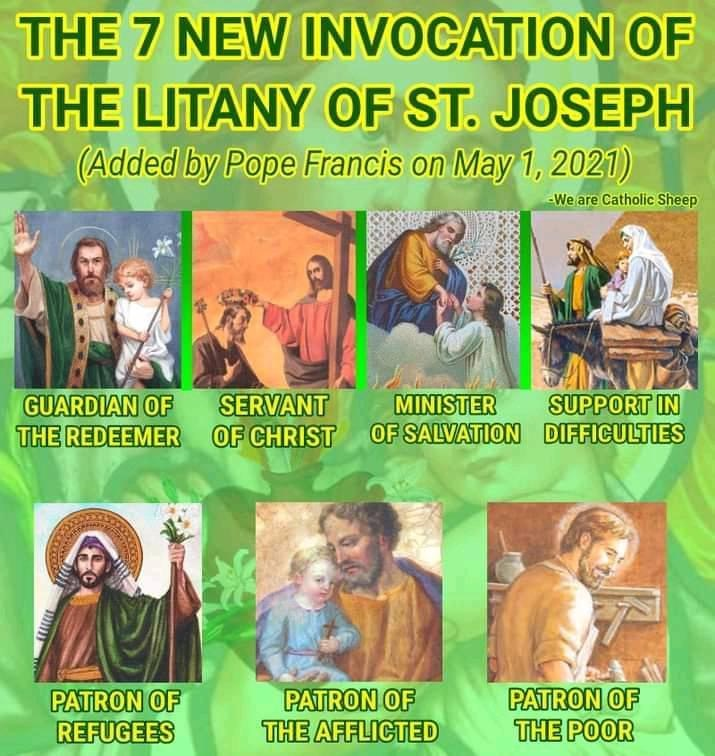 THE 7 NEW INVOCATION OF
THE LITANY OF ST. JOSEPH
(Added by Pope Francis on May 1, 2021)
-We are Catholic Sheep
GUARDIAN OF
THE REDEEMER
SERVANT
OF CHRIST
MINISTER
OF SALVATION
SUPPORT IN
DIFFICULTIES
PATRON OF
REFUGEES
PATRON OF
THE AFFLICTED
PATRON OF
THE POOR